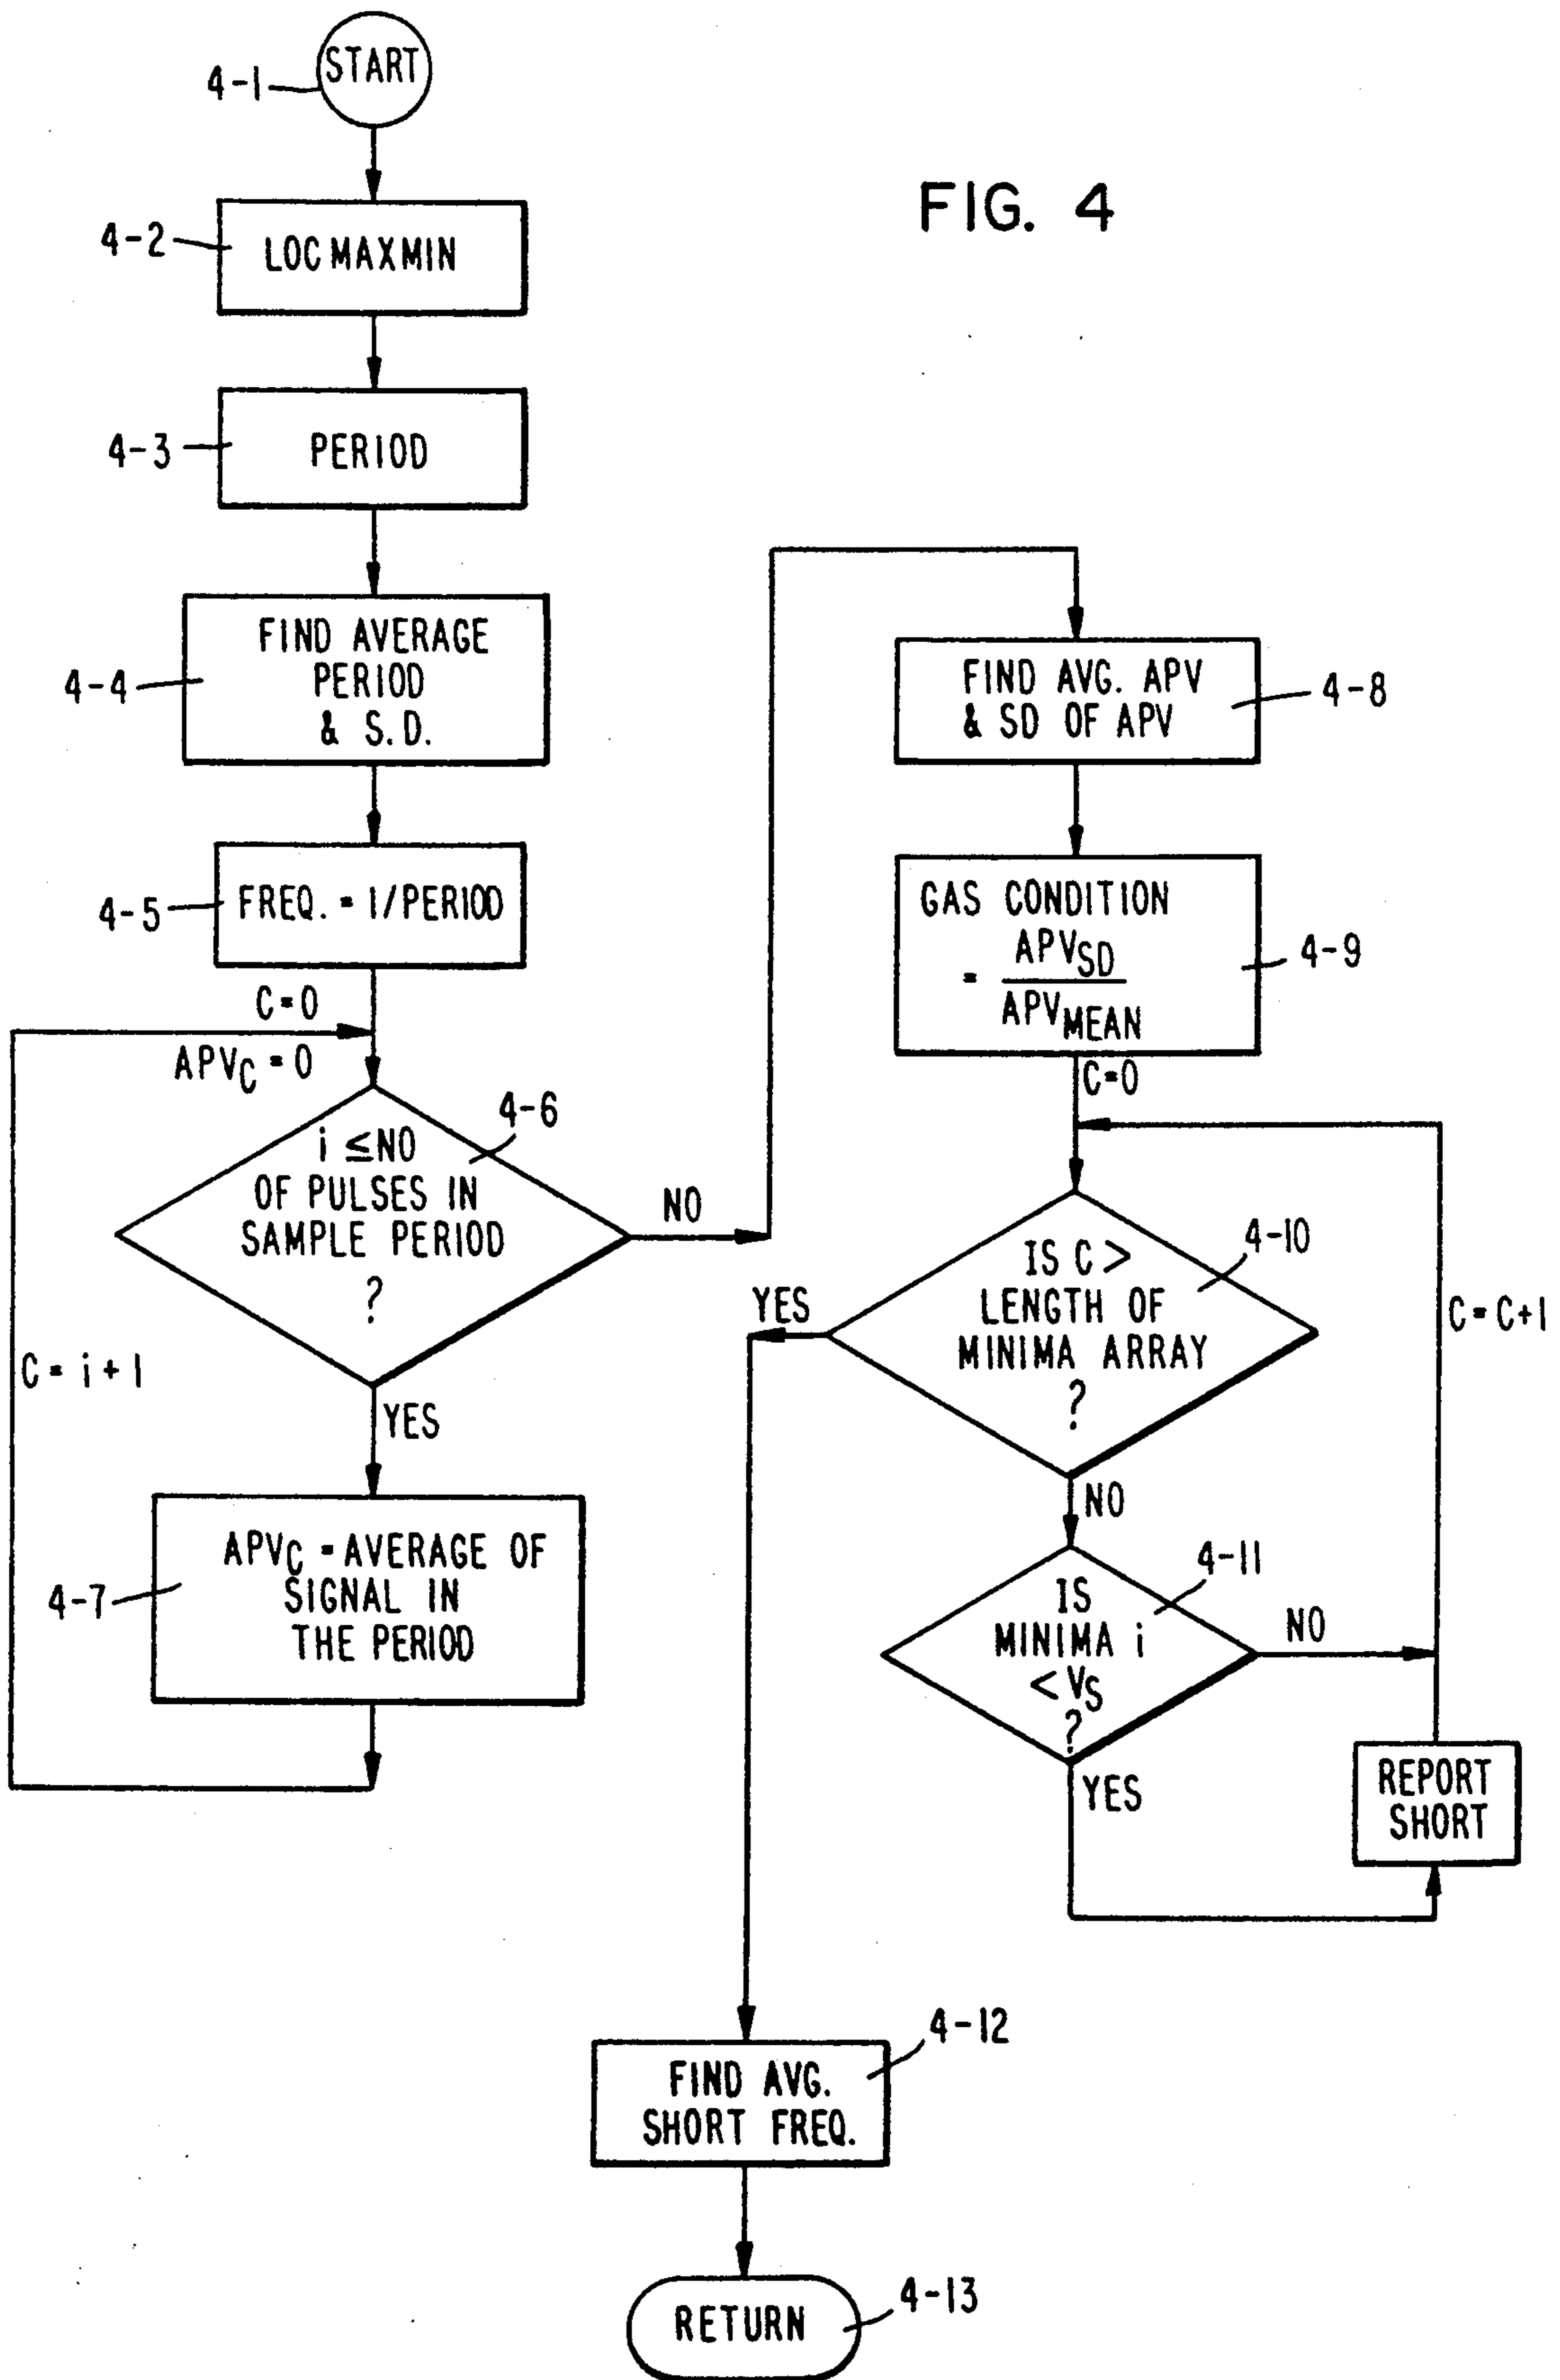 FIG. 4
4-1
START
4-2
LOCMAXMIN
4-3
PERIOD
4-4
FIND AVERAGE
PERIOD
& S.D.
4-5
FREQ. = 1/PERIOD
C=0
APVC = 0
4-6
i ≤NO
OF PULSES IN
SAMPLE PERIOD
?
NO
YES
C = i + 1
4-7
APVC = AVERAGE OF
SIGNAL IN
THE PERIOD
4-8
FIND AVG. APV
& SD OF APV
4-9
GAS CONDITION
= APVSD
APVMEAN
C=0
4-10
IS C >
LENGTH OF
MINIMA ARRAY
?
YES
NO
C = C+1
4-11
IS
MINIMA i
< VS
?
NO
YES
REPORT
SHORT
4-12
FIND AVG.
SHORT FREQ.
4-13
RETURN